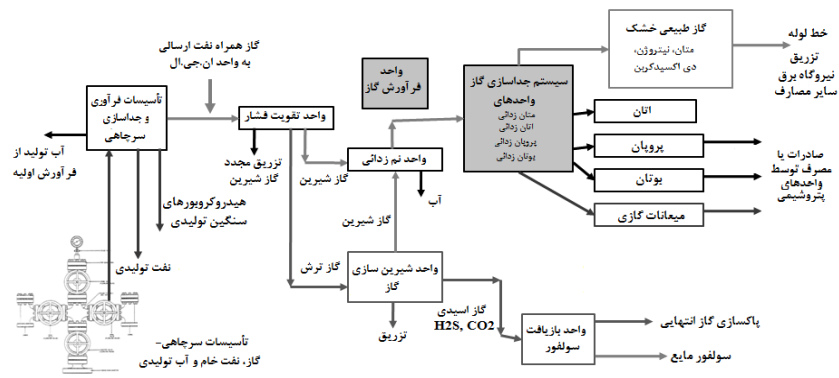 گاز همراه نفت ارسالی
به واحد ان.جی.ال
واحد
فرآورش گاز
گاز طبیعی خشک
متان، نیتروژن،
دی اکسیدکربن
خط لوله
تزریق
نیروگاه برق
سایر مصارف
تأسیسات فرآوری
و جداسازی
سرچاهی
سیستم جداسازی گاز
واحدهای
متان زدائی
اتان زدائی
پروپان زدائی
بوتان زدائی
واحد تقویت فشار
اتان
پروپان
بوتان
میعانات گازی
صادرات یا
مصرف توسط
واحدهای
پتروشیمی
آب تولید از
فرآورش اولیه
تزریق مجدد
گاز شیرین
گاز
شیرین
واحد نم زدائی
آب
هیدروکروبورهای
سنگین تولیدی
نفت تولیدی
گاز
شیرین
گاز ترش
واحد شیرین سازی
گاز
تزریق
گاز اسیدی
H2S, CO2
واحد بازیافت
سولفور
پاکسازی گاز انتهایی
سولفور مایع
تأسیسات سرچاهی-
گاز، نفت خام و آب تولیدی